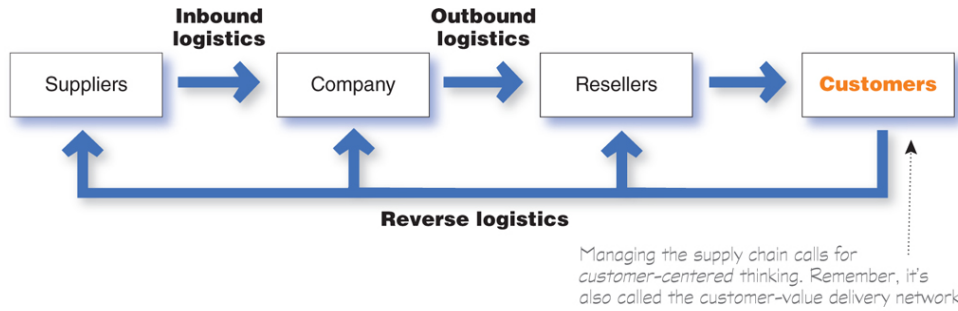 Inbound
logistics
Outbound
logistics
Suppliers
Company
Resellers
Customers
Reverse logistics
Managing the supply chain calls for
customer-centered thinking. Remember, it's
also called the customer-value delivery network